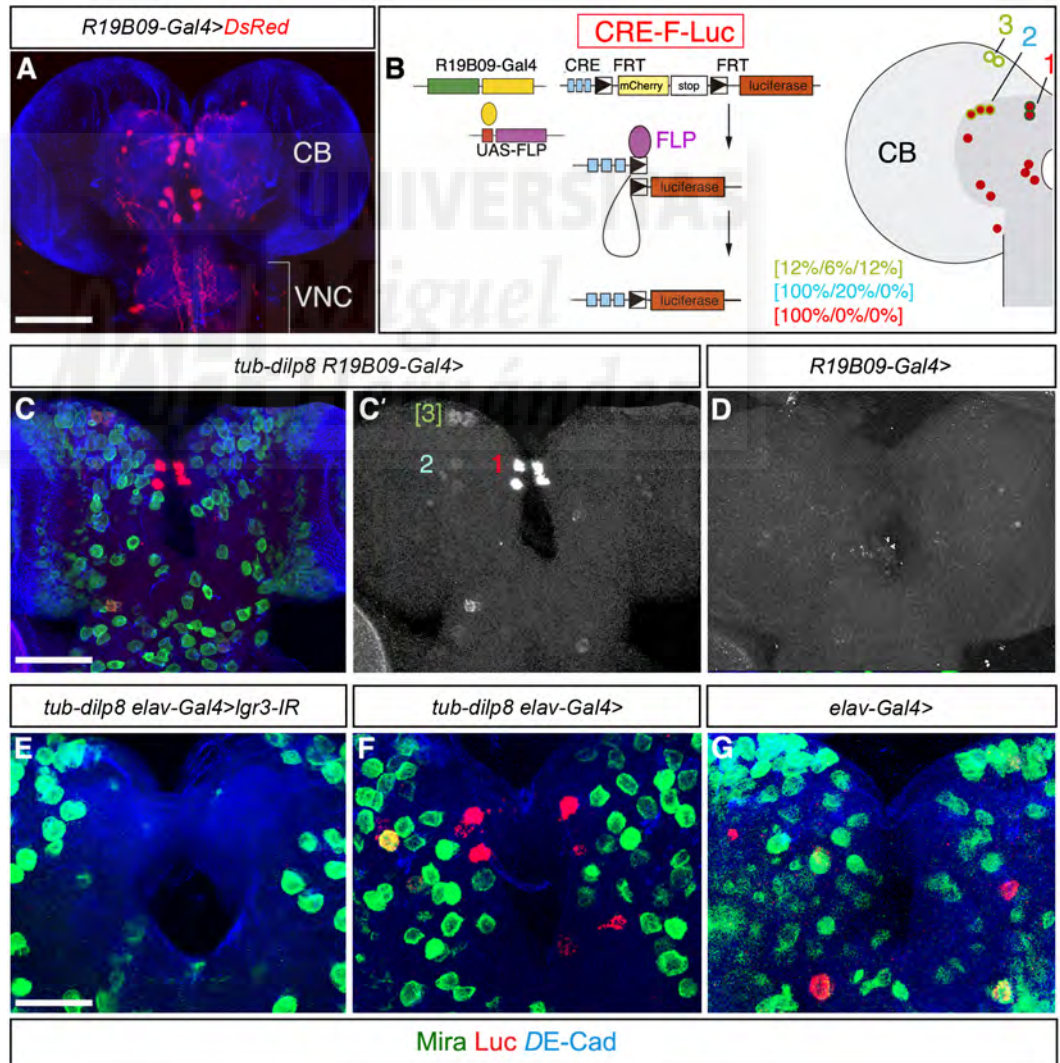 R19B09-Gal4>DsRed
A
CB
VNC
CRE-F-Luc
B
R19B09-Gal4
UAS-FLP
CRE
FRT
FRT
mCherry
stop
luciferase
FLP
luciferase
luciferase
3
2
1
CB
[12%/6%/12%]
[100%/20%/0%]
[100%/0%/0%]
UNIVERSITAS
Miguel
Hernández
tub-dilp8 R19B09-Gal4>
R19B09-Gal4>
C
C'
[3]
2
1
D
tub-dilp8 elav-Gal4>lgr3-IR
tub-dilp8 elav-Gal4>
elav-Gal4>
E
F
G
Mira Luc DE-Cad